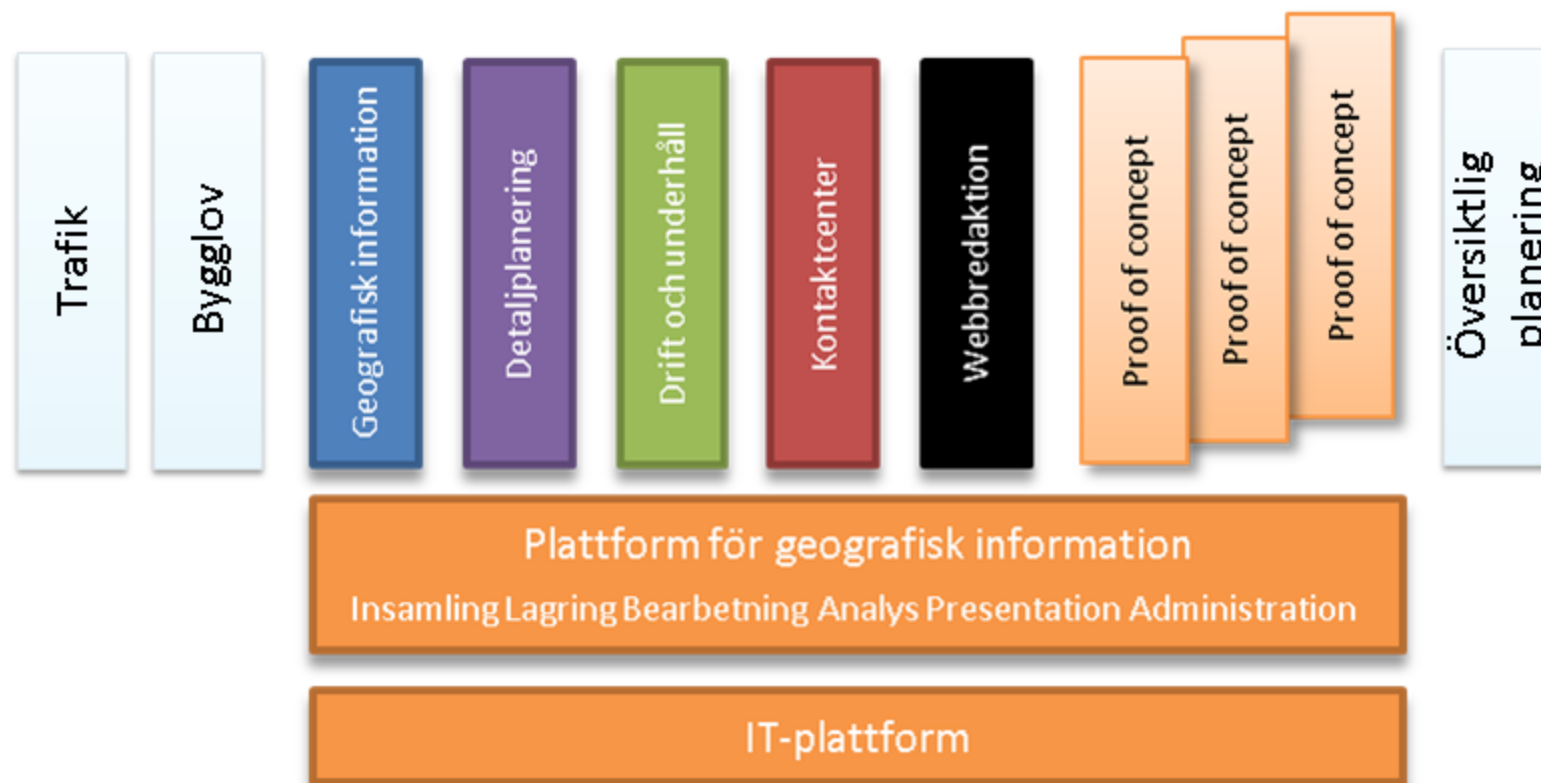 Trafik
Bygglov
Geografisk information
Detaljplanering
Drift och underhåll
Kontaktcenter
Webbredaktion
Proof of concept
Proof of concept
Proof of concept
Översiktlig
planering
Plattform för geografisk information
Insamling Lagring Bearbetning Analys Presentation Administration
IT-plattform